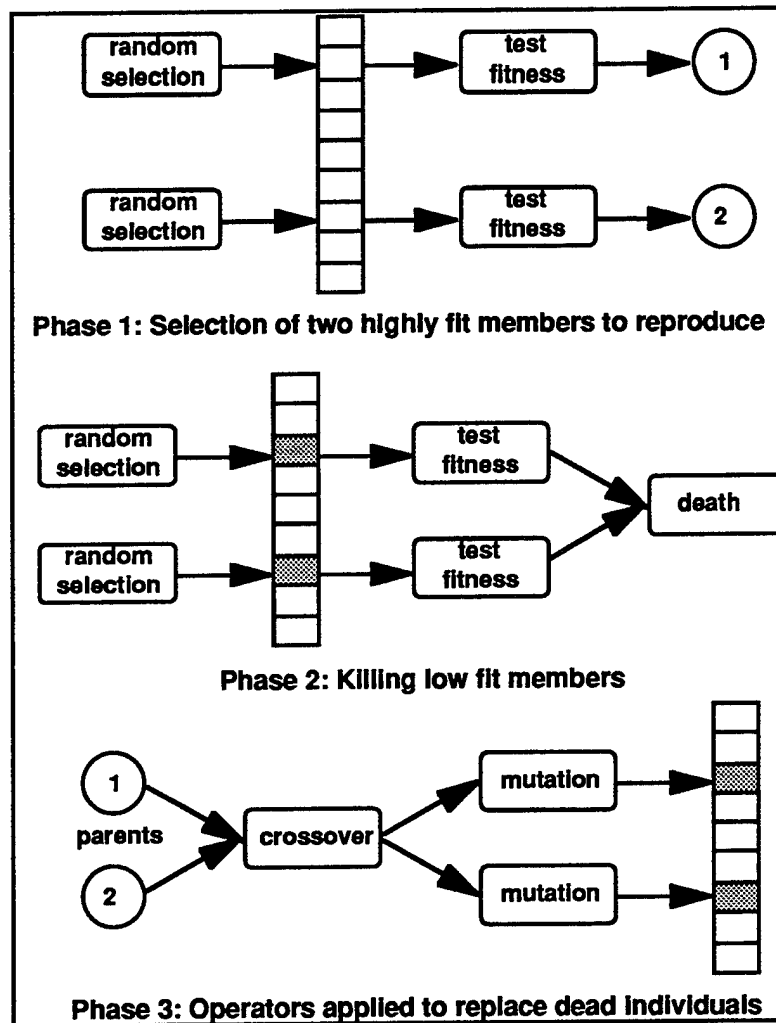 random
selection
test
fitness
1
random
selection
test
fitness
2
Phase 1: Selection of two highly fit members to reproduce
random
selection
test
fitness
death
random
selection
test
fitness
Phase 2: Killing low fit members
1
parents
2
crossover
mutation
mutation
Phase 3: Operators applied to replace dead individuals